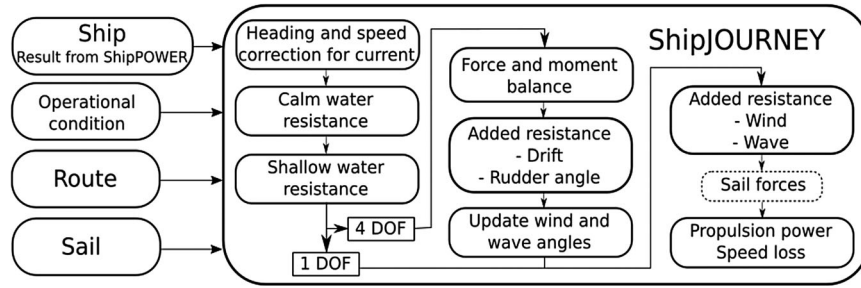 Ship
Result from ShipPOWER
Operational
condition
Route
Sail
ShipJOURNEY
Heading and speed
correction for current
Calm water
resistance
Shallow water
resistance
4 DOF
1 DOF
Force and moment
balance
Added resistance
- Drift
- Rudder angle
Update wind and
wave angles
Added resistance
- Wind
- Wave
Sail forces
Propulsion power
Speed loss